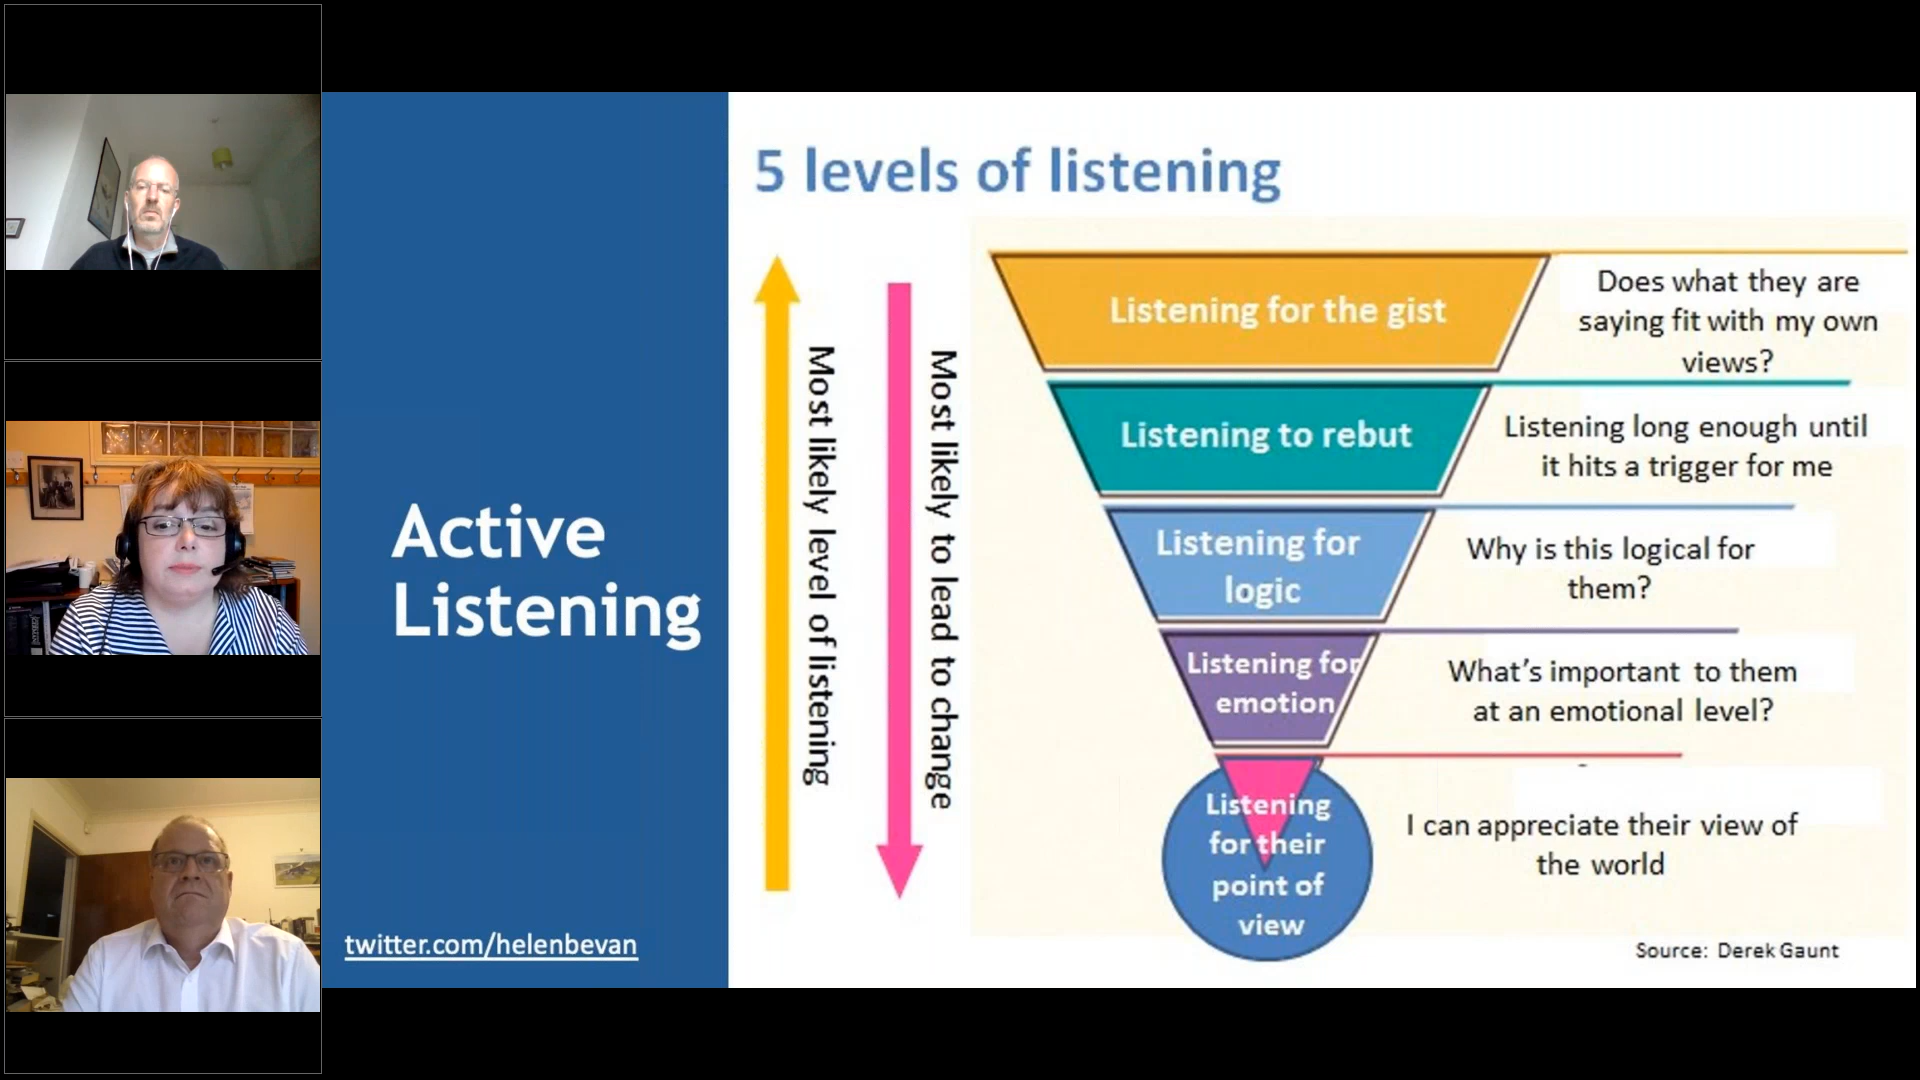 Active
Listening
twitter.com/helenbevan
5 levels of listening
Most likely level of listening
Most likely to lead to change
Listening for the gist
Does what they are
saying fit with my own
views?
Listening to rebut
Listening long enough until
it hits a trigger for me
Listening for
logic
Why is this logical for
them?
Listening for
emotion
What's important to them
at an emotional level?
Listening
for their
point of
view
I can appreciate their view of
the world
Source: Derek Gaunt